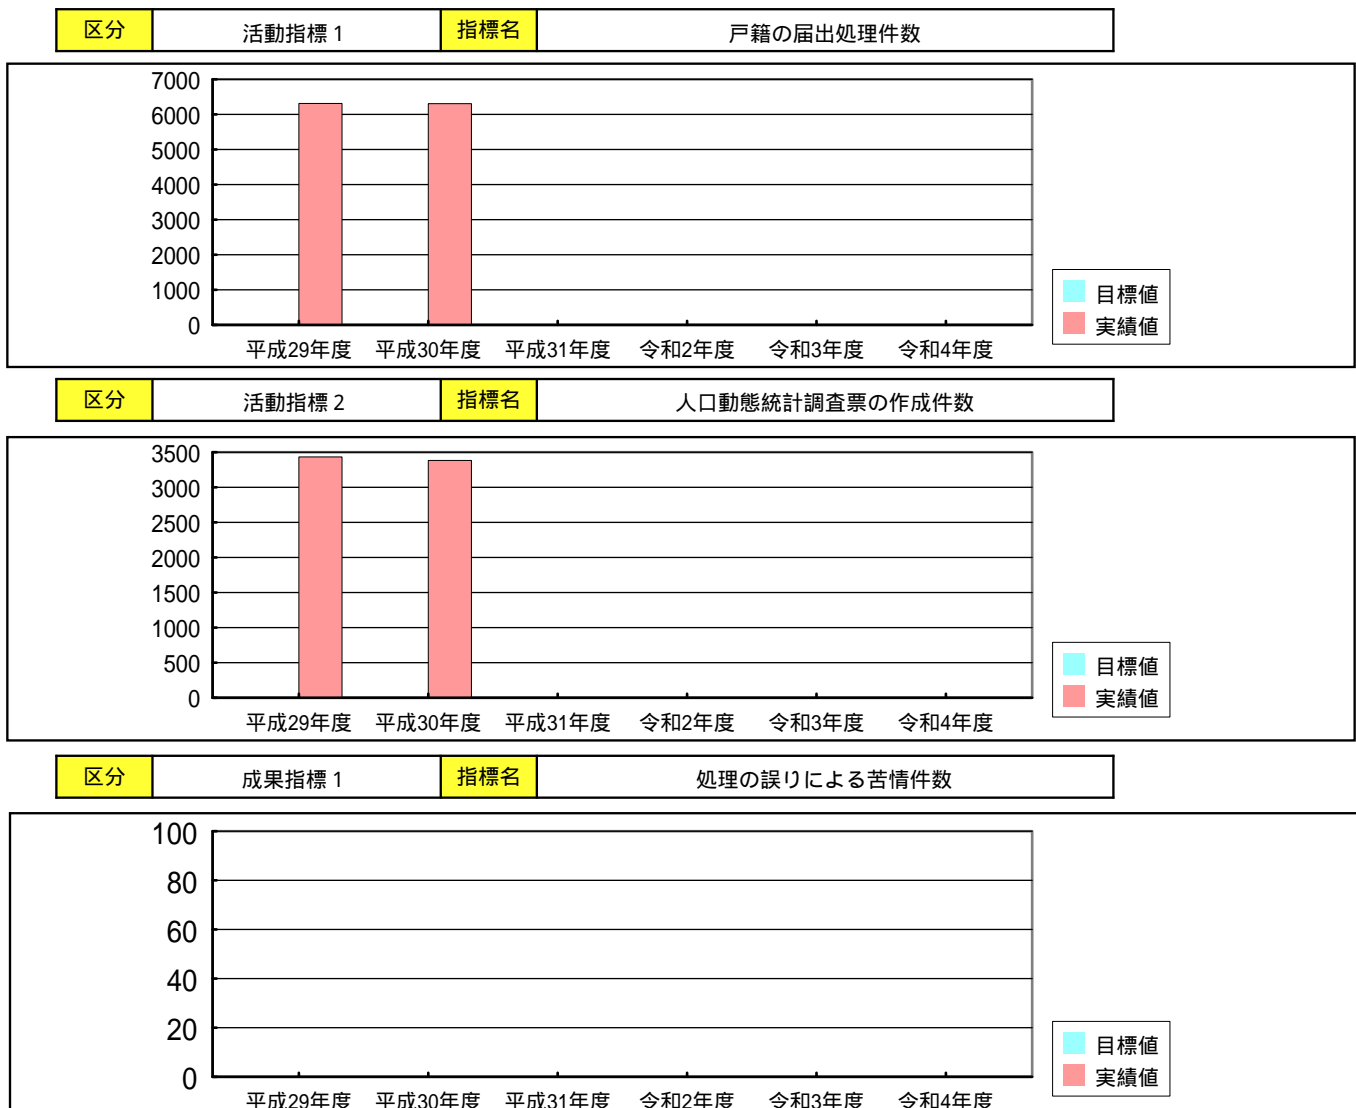 区分 活動指標1 指標名 戸籍の届出処理件数
7000
6000
5000
4000
3000
2000
1000
0
平成29年度 平成30年度 平成31年度 令和2年度 令和3年度 令和4年度
目標値
実績値
区分 活動指標2 指標名 人口動態統計調査票の作成件数
3500
3000
2500
2000
1500
1000
500
0
平成29年度 平成30年度 平成31年度 令和2年度 令和3年度 令和4年度
目標値
実績値
区分 成果指標1 指標名 処理の誤りによる苦情件数
100
80
60
40
20
0
平成29年度 平成30年度 平成31年度 令和2年度 令和3年度 令和4年度
目標値
実績値